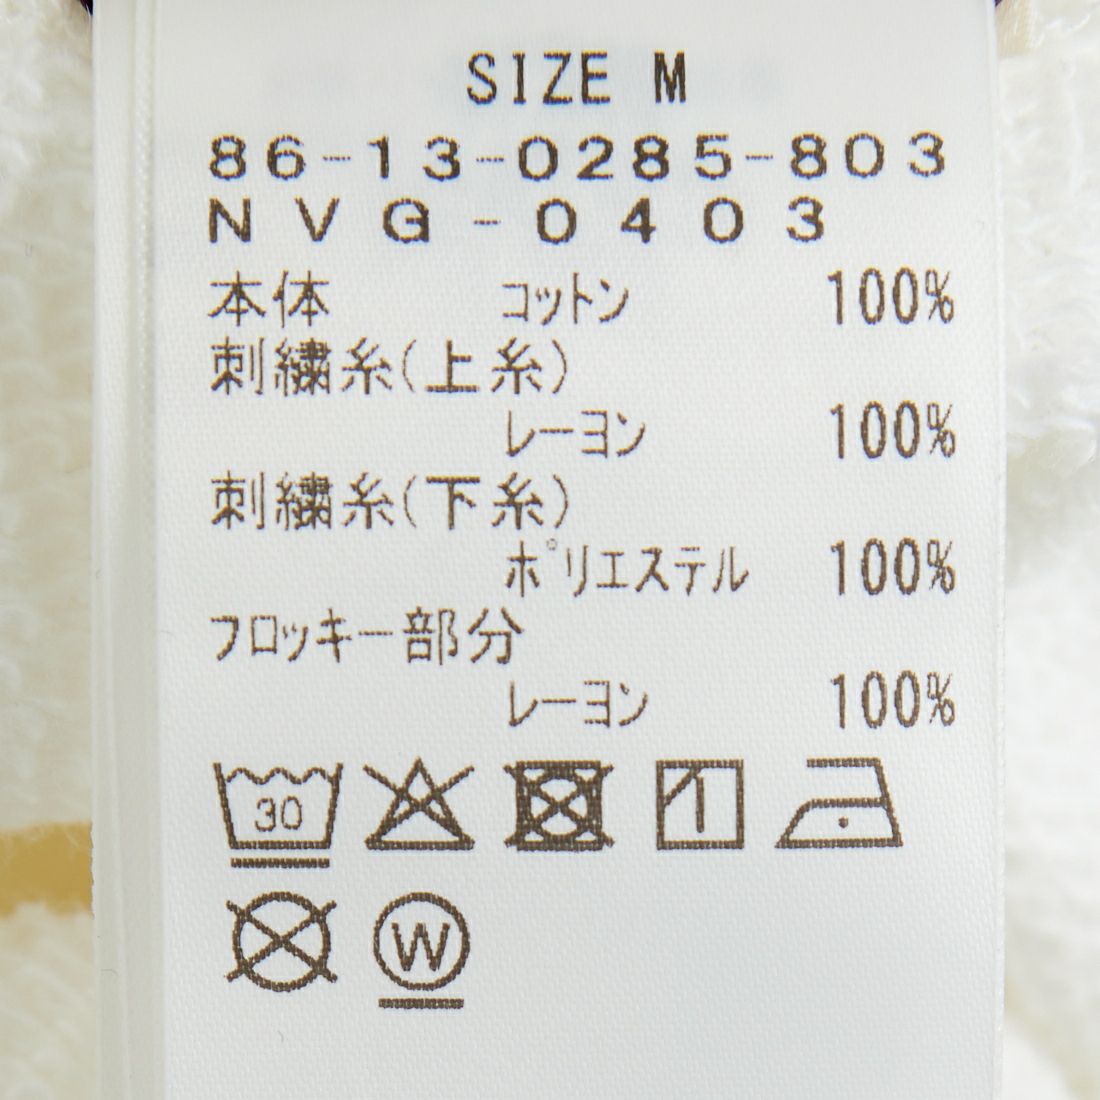 SIZE M
86-13-0285-803
NVG-0403
本体 コットン 100%
刺繍糸(上糸)
レーヨン 100%
刺繍糸(下糸)
ポリエステル 100%
フロッキー部分
レーヨン 100%
30
W